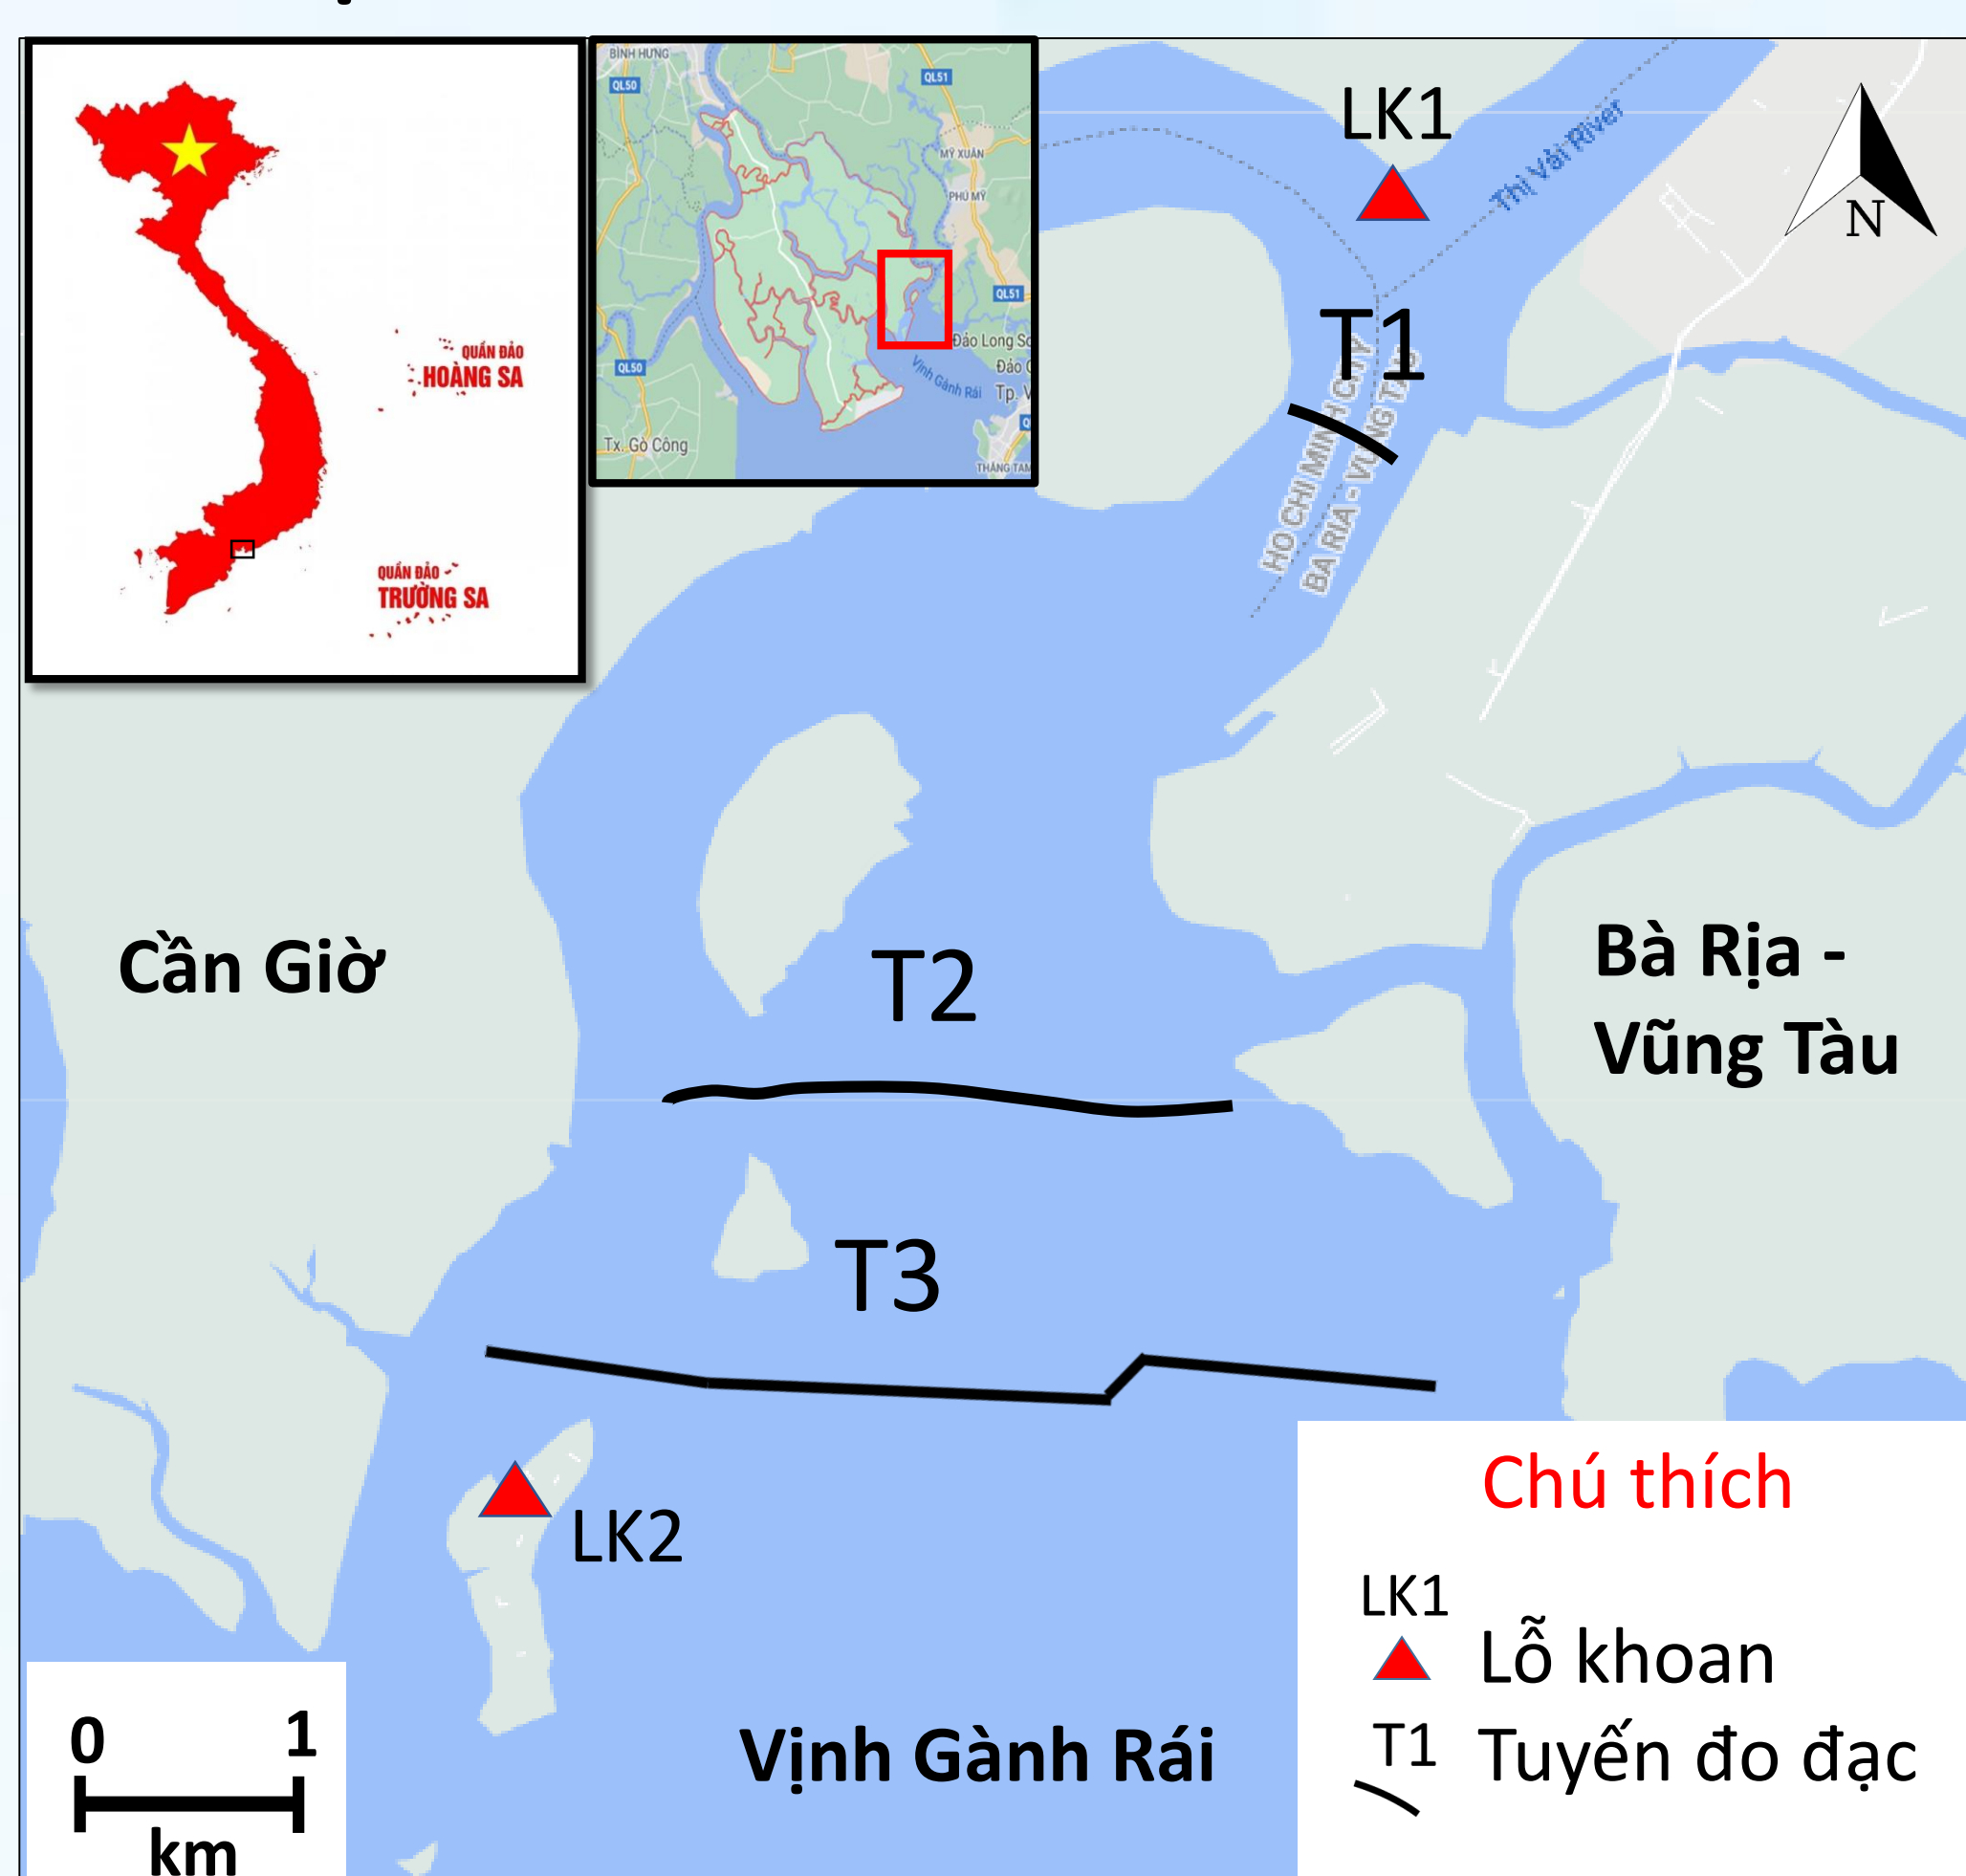 QUẦN ĐẢO
HOÀNG SA
QUẦN ĐẢO
TRƯỜNG SA
BÌNH HƯNG
QL50
QL51
MỸ XUÂN
PHÚ MỸ
QL51
Đảo Long Sơ
Đảo
QL50
Vịnh Gành Rái
Tp. V
Tx. Gò Công
THẮNG TAM
LK1
Thị Vải River
N
T1
HO CHI MINH CITY
BA RIA - VUNG TAU
Cần Giờ
T2
Bà Rịa -
Vũng Tàu
T3
LK2
Vịnh Gành Rái
0 1
km
Chú thích
LK1
Lỗ khoan
T1
Tuyến đo đạc